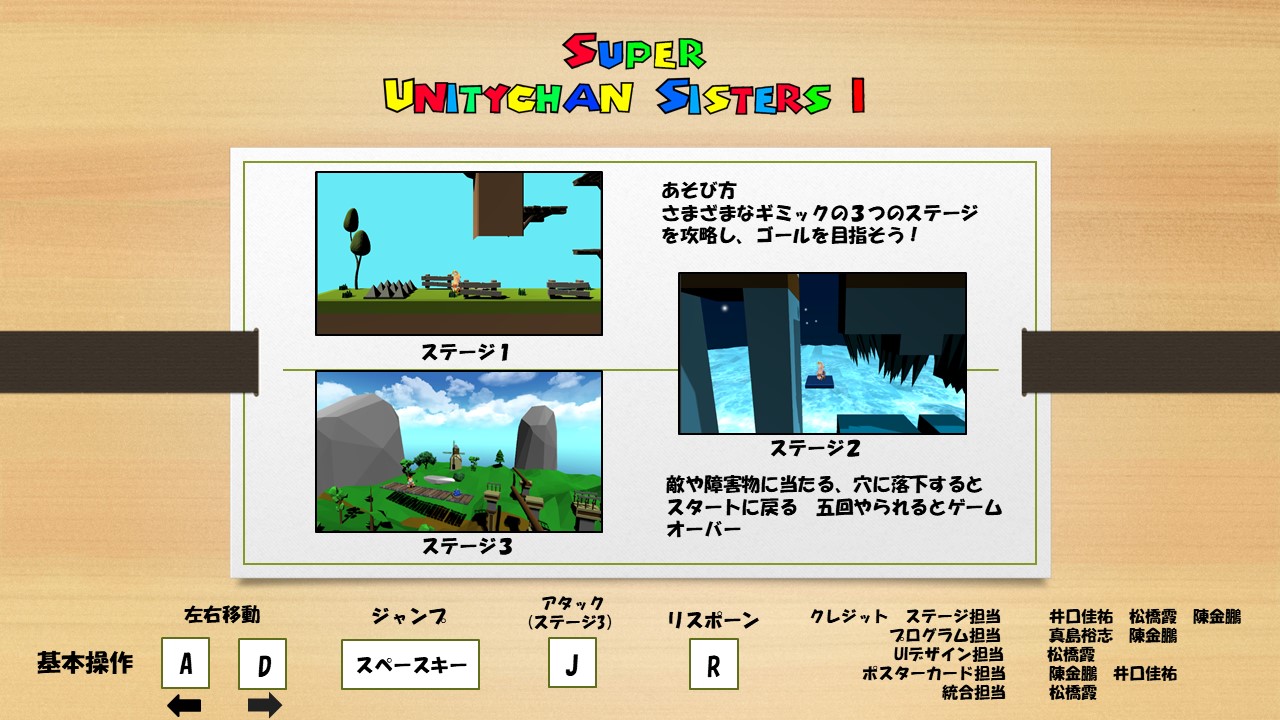 SUPER
UNITYCHAN SISTERS !
あそび方
さまざまなギミックの３つのステージ
を攻略し、ゴールを目指そう！
ステージ１
ステージ２
ステージ３
敵や障害物に当たる、穴に落下すると
スタートに戻る　五回やられるとゲーム
オーバー
基本操作
左右移動
A D
ジャンプ
スペースキー
アタック
（ステージ3）
J
リスポーン
R
クレジット　ステージ担当　井口佳祐　松橋霞　陳金鵬
プログラム担当　真島裕志　陳金鵬
UIデザイン担当　松橋霞
ポスターカード担当　陳金鵬　井口佳祐
統合担当　松橋霞